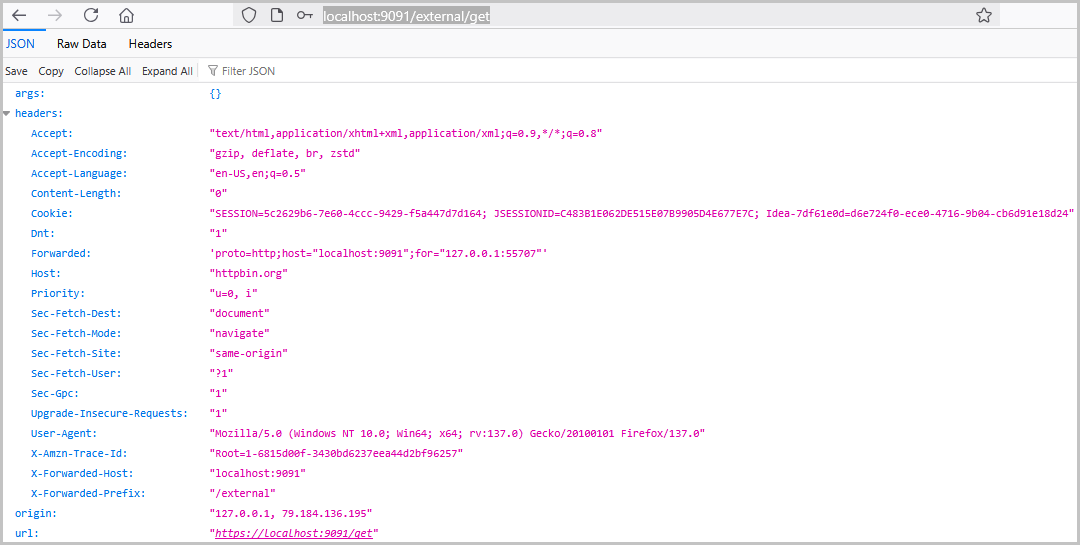 localhost:9091/external/get
JSON Raw Data Headers
Save Copy Collapse All Expand All Filter JSON
args: {}
headers:
Accept: "text/html,application/xhtml+xml,application/xml;q=0.9,*/*;q=0.8"
Accept-Encoding: "gzip, deflate, br, zstd"
Accept-Language: "en-US,en;q=0.5"
Content-Length: "0"
Cookie: "SESSION=5c2629b6-7e60-4ccc-9429-f5a447d7d164; JSESSIONID=C483B1E062DE515E07B9905D4E677E7C; Idea-7df61e0d=d6e724f0-ece0-4716-9b04-cb6d91e18d24"
Dnt: "1"
Forwarded: 'proto=http;host="localhost:9091";for="127.0.0.1:55707"'
Host: "httpbin.org"
Priority: "u=0, i"
Sec-Fetch-Dest: "document"
Sec-Fetch-Mode: "navigate"
Sec-Fetch-Site: "same-origin"
Sec-Fetch-User: "?1"
Sec-Gpc: "1"
Upgrade-Insecure-Requests: "1"
User-Agent: "Mozilla/5.0 (Windows NT 10.0; Win64; x64; rv:137.0) Gecko/20100101 Firefox/137.0"
X-Amzn-Trace-Id: "Root=1-6815d00f-3430bd6237eea44d2bf96257"
X-Forwarded-Host: "localhost:9091"
X-Forwarded-Prefix: "/external"
origin: "127.0.0.1, 79.184.136.195"
url: "https://localhost:9091/get"